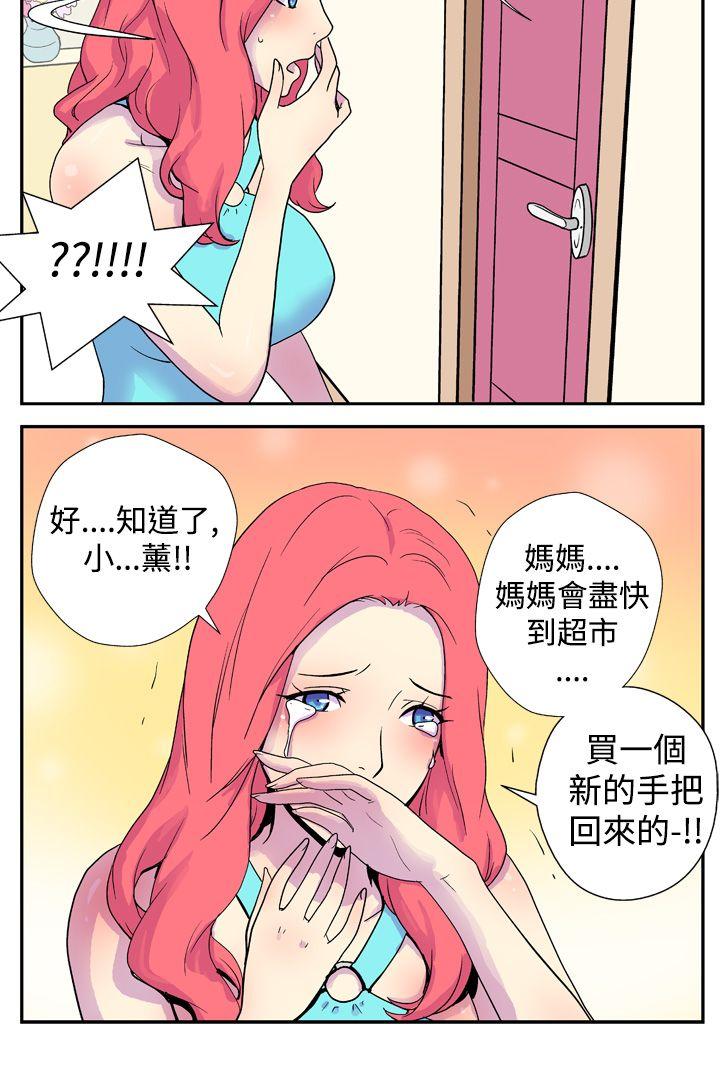 ??!!!!
好....知道了,
小...薰!!
媽媽....
媽媽會盡快
到超市
....
買一個
新的手把
回來的-!!